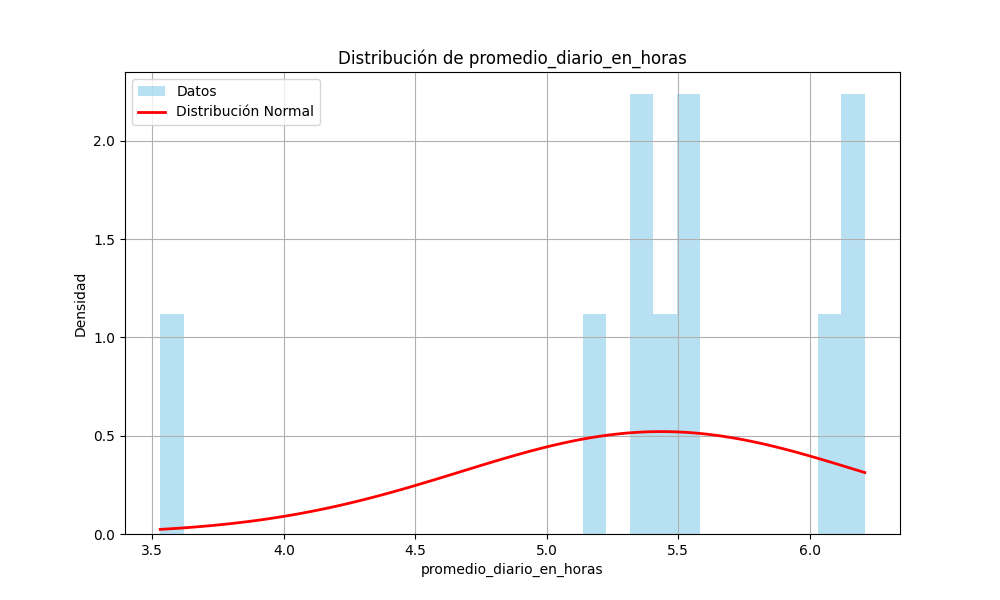 Distribución de promedio_diario_en_horas
Datos
Distribución Normal
Densidad
2.0
1.5
1.0
0.5
0.0
3.5 4.0 4.5 5.0 5.5 6.0
promedio_diario_en_horas